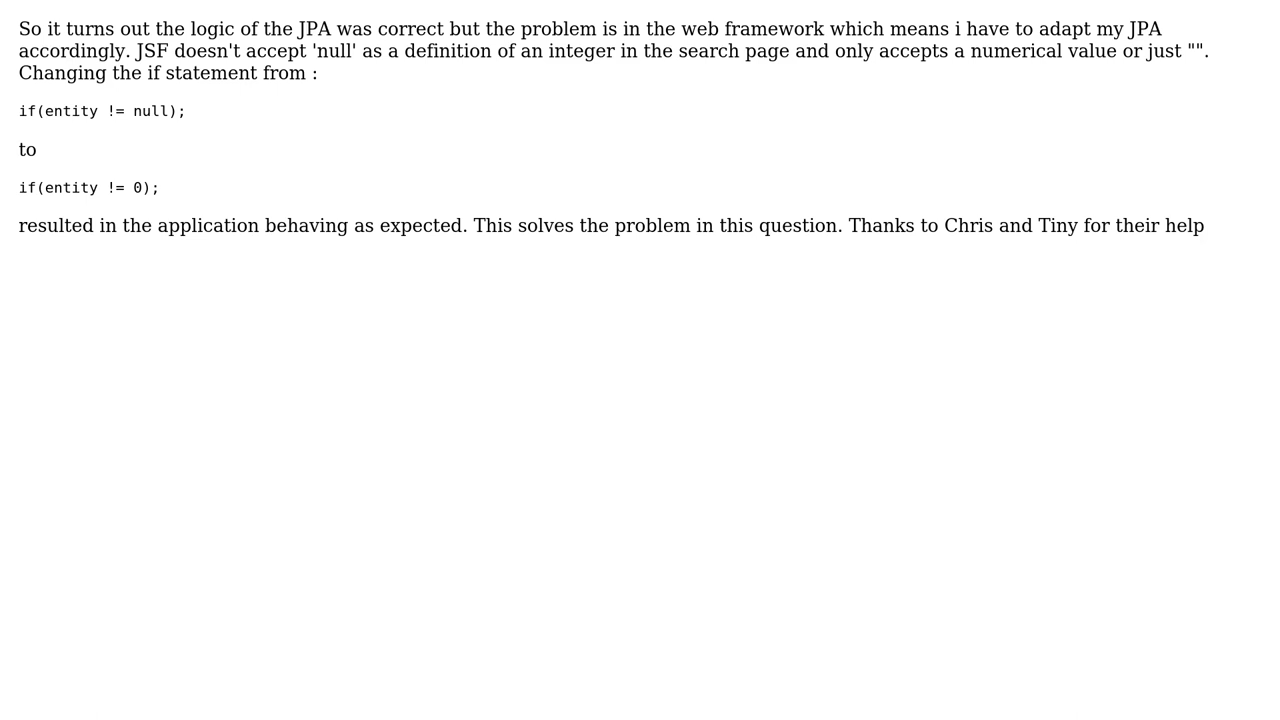 So it turns out the logic of the JPA was correct but the problem is in the web framework which means i have to adapt my JPA
accordingly. JSF doesn't accept 'null' as a definition of an integer in the search page and only accepts a numerical value or just "".
Changing the if statement from :
if(entity != null);
to
if(entity != 0);
resulted in the application behaving as expected. This solves the problem in this question. Thanks to Chris and Tiny for their help